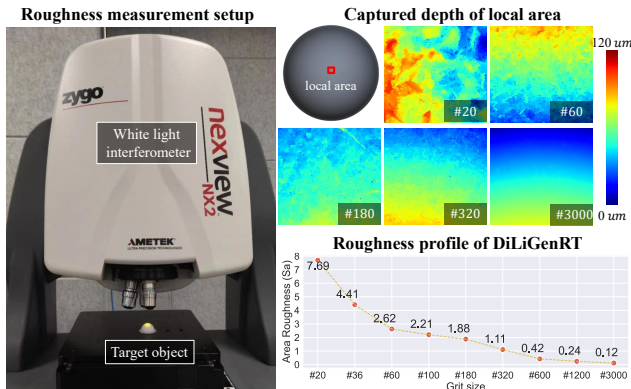 Roughness measurement setup
zygo
White light
interferometer
nexview
NX2
AMETEK
ULTRA PRECISION TECHNOLOGIES
Target object
Captured depth of local area
local area
#20
#60
120 um
#180
#320
#3000
0 um
Roughness profile of DiLiGenRT
Area Roughness (Sa)
8
7
6
5
4
3
2
1
0
7.69
4.41
2.62
2.21
1.88
1.11
0.42
0.24
0.12
#20
#36
#60
#100
#180
#320
#600
#1200
#3000
Grit size